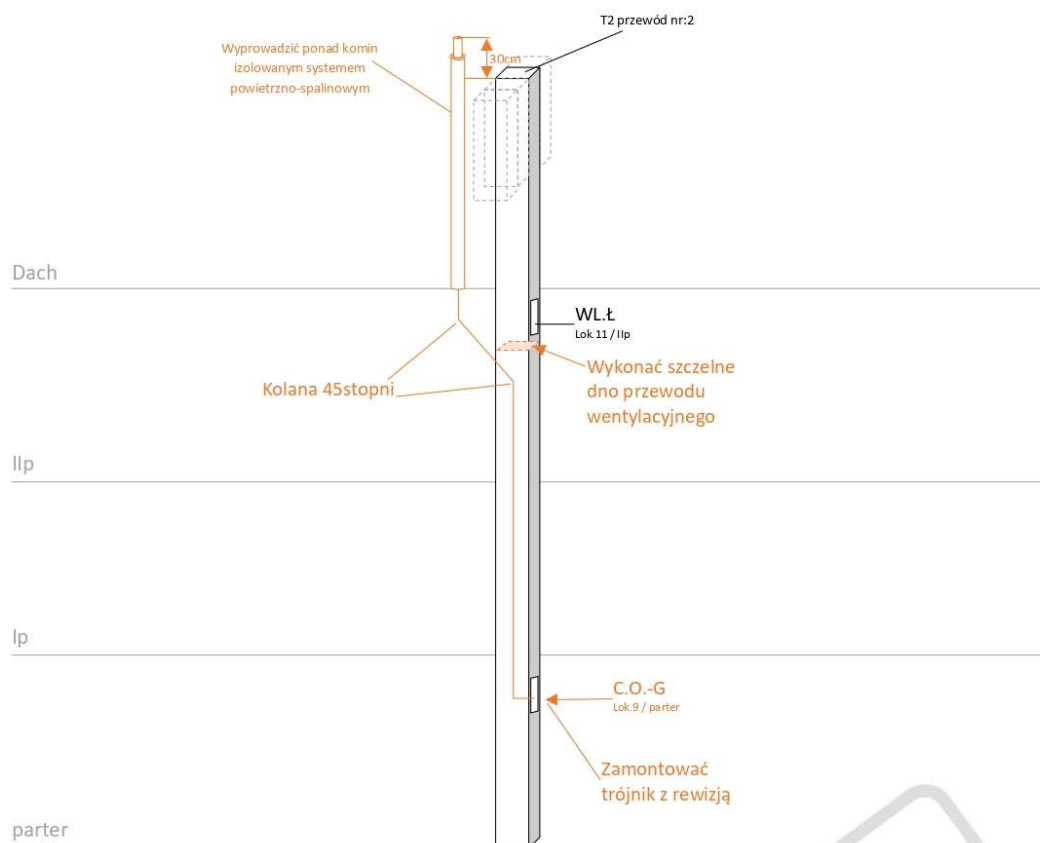 T2 przewód nr:2
Wyprowadzić ponad komin
izolowanym systemem
powietrzno-spalinowym
30cm
Dach
WL.Ł
Lok.11 / IIp
Wykonać szczelne
dno przewodu
wentylacyjnego
Kolana 45stopni
IIp
Ip
C.O.-G
Lok.9 / parter
Zamontować
trójnik z rewizją
parter